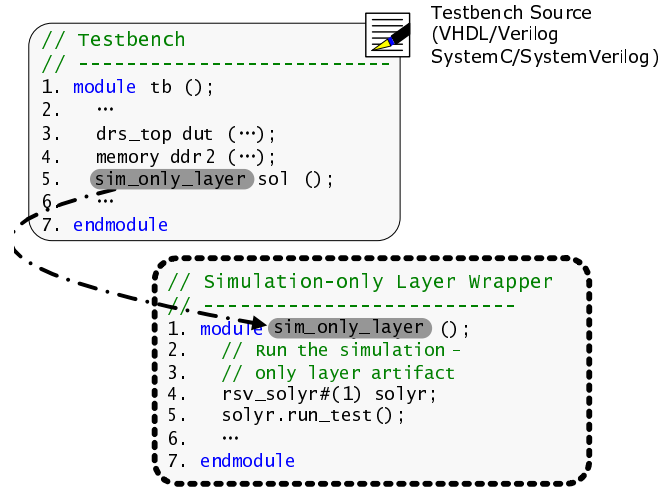 Testbench Source
(VHDL/Verilog
SystemC/SystemVerilog)
// Testbench
// ---------------------------
1. module tb ();
2. …
3. drs_top dut (…);
4. memory ddr2 (…);
5. sim_only_layer sol ();
6. …
7. endmodule
// Simulation-only Layer Wrapper
// ---------------------------
1. module sim_only_layer ();
2. // Run the simulation -
3. // only layer artifact
4. rsv_solyr#(1) solyr;
5. solyr.run_test();
6. …
7. endmodule